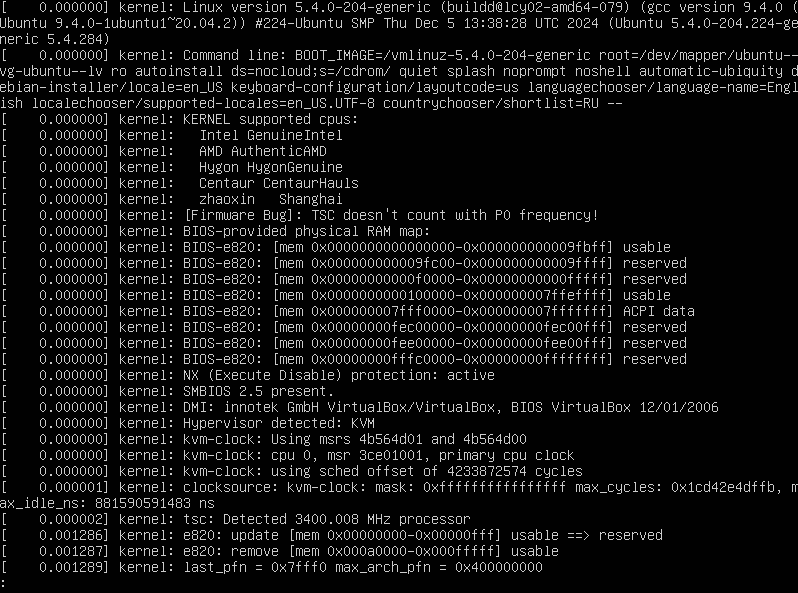 [    0.000000] kernel: Linux version 5.4.0-204-generic (buildd@lcy02-amd64-079) (gcc version 9.4.0 (
Ubuntu 9.4.0-1ubuntu1~20.04.2)) #224-Ubuntu SMP Thu Dec 5 13:38:28 UTC 2024 (Ubuntu 5.4.0-204.224-ge
neric 5.4.284)
[    0.000000] kernel: Command line: BOOT_IMAGE=/vmlinuz-5.4.0-204-generic root=/dev/mapper/ubuntu--
vg-ubuntu--lv ro autoinstall ds=nocloud;s=/cdrom/ quiet splash noprompt noshell automatic-ubiquity d
ebian-installer/locale=en_US keyboard-configuration/layoutcode=us languagechooser/language-name=Engl
ish localechooser/supported-locales=en_US.UTF-8 countrychooser/shortlist=RU --
[    0.000000] kernel: KERNEL supported cpus:
[    0.000000] kernel:   Intel GenuineIntel
[    0.000000] kernel:   AMD AuthenticAMD
[    0.000000] kernel:   Hygon HygonGenuine
[    0.000000] kernel:   Centaur CentaurHauls
[    0.000000] kernel:   zhaoxin   Shanghai
[    0.000000] kernel: [Firmware Bug]: TSC doesn't count with P0 frequency!
[    0.000000] kernel: BIOS-provided physical RAM map:
[    0.000000] kernel: BIOS-e820: [mem 0x0000000000000000-0x000000000009fbff] usable
[    0.000000] kernel: BIOS-e820: [mem 0x000000000009fc00-0x000000000009ffff] reserved
[    0.000000] kernel: BIOS-e820: [mem 0x00000000000f0000-0x00000000000fffff] reserved
[    0.000000] kernel: BIOS-e820: [mem 0x0000000000100000-0x000000007ffeffff] usable
[    0.000000] kernel: BIOS-e820: [mem 0x000000007fff0000-0x000000007fffffff] ACPI data
[    0.000000] kernel: BIOS-e820: [mem 0x00000000fec00000-0x00000000fec00fff] reserved
[    0.000000] kernel: BIOS-e820: [mem 0x00000000fee00000-0x00000000fee00fff] reserved
[    0.000000] kernel: BIOS-e820: [mem 0x00000000fffc0000-0x00000000ffffffff] reserved
[    0.000000] kernel: NX (Execute Disable) protection: active
[    0.000000] kernel: SMBIOS 2.5 present.
[    0.000000] kernel: DMI: innotek GmbH VirtualBox/VirtualBox, BIOS VirtualBox 12/01/2006
[    0.000000] kernel: Hypervisor detected: KVM
[    0.000000] kernel: kvm-clock: Using msrs 4b564d01 and 4b564d00
[    0.000000] kernel: kvm-clock: cpu 0, msr 3ce01001, primary cpu clock
[    0.000000] kernel: kvm-clock: using sched offset of 4233872574 cycles
[    0.000001] kernel: clocksource: kvm-clock: mask: 0xffffffffffffffff max_cycles: 0x1cd42e4dffb, m
ax_idle_ns: 881590591483 ns
[    0.000002] kernel: tsc: Detected 3400.008 MHz processor
[    0.001286] kernel: e820: update [mem 0x00000000-0x00000fff] usable ==> reserved
[    0.001287] kernel: e820: remove [mem 0x000a0000-0x000fffff] usable
[    0.001289] kernel: last_pfn = 0x7fff0 max_arch_pfn = 0x400000000
: